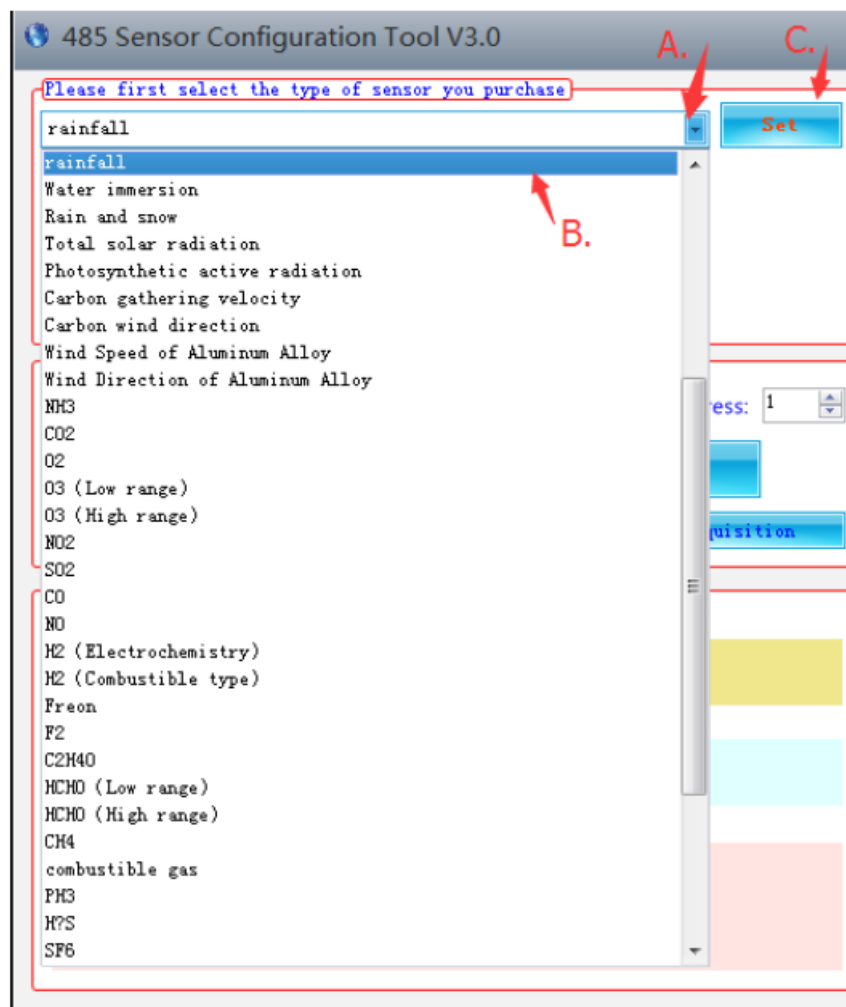 485 Sensor Configuration Tool V3.0
A.
C.
Please first select the type of sensor you purchase
rainfall
Set
rainfall
B.
Water immersion
Rain and snow
Total solar radiation
Photosynthetic active radiation
Carbon gathering velocity
Carbon wind direction
Wind Speed of Aluminum Alloy
Wind Direction of Aluminum Alloy
NH3
ess: 1
CO2
O2
O3 (Low range)
O3 (High range)
NO2
quisition
SO2
CO
NO
H2 (Electrochemistry)
H2 (Combustible type)
Freon
F2
C2H4O
HCHO (Low range)
HCHO (High range)
CH4
combustible gas
PH3
H?S
SF6